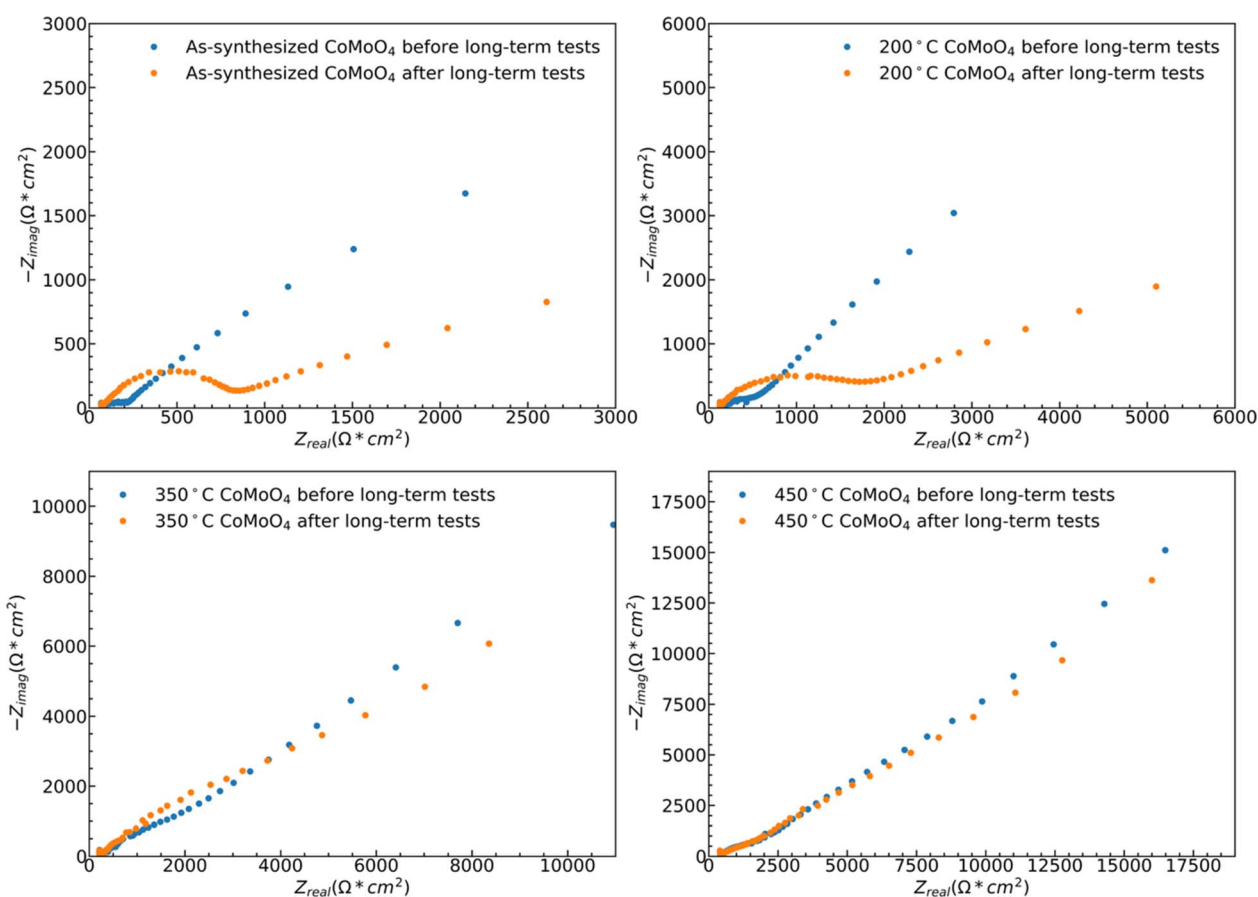 3000
2500
2000
1500
1000
500
0
−Z_imag(Ω*cm²)
As-synthesized CoMoO₄ before long-term tests
As-synthesized CoMoO₄ after long-term tests
0 500 1000 1500 2000 2500 3000
Z_real(Ω*cm²)
6000
5000
4000
3000
2000
1000
0
−Z_imag(Ω*cm²)
200°C CoMoO₄ before long-term tests
200°C CoMoO₄ after long-term tests
0 1000 2000 3000 4000 5000 6000
Z_real(Ω*cm²)
10000
8000
6000
4000
2000
0
−Z_imag(Ω*cm²)
350°C CoMoO₄ before long-term tests
350°C CoMoO₄ after long-term tests
0 2000 4000 6000 8000 10000
Z_real(Ω*cm²)
17500
15000
12500
10000
7500
5000
2500
0
−Z_imag(Ω*cm²)
450°C CoMoO₄ before long-term tests
450°C CoMoO₄ after long-term tests
0 2500 5000 7500 10000 12500 15000 17500
Z_real(Ω*cm²)